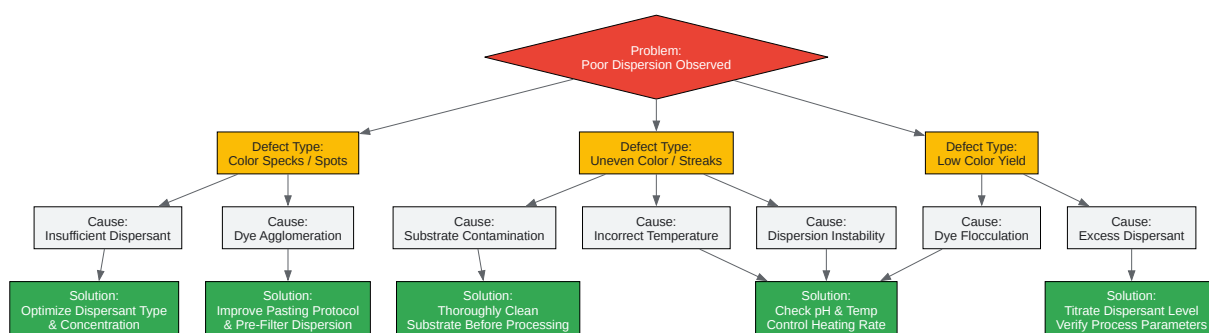 Problem:
Poor Dispersion Observed
Defect Type:
Color Specks / Spots
Defect Type:
Uneven Color / Streaks
Defect Type:
Low Color Yield
Cause:
Insufficient Dispersant
Cause:
Dye Agglomeration
Cause:
Substrate Contamination
Cause:
Incorrect Temperature
Cause:
Dispersion Instability
Cause:
Dye Flocculation
Cause:
Excess Dispersant
Solution:
Optimize Dispersant Type
& Concentration
Solution:
Improve Pasting Protocol
& Pre-Filter Dispersion
Solution:
Thoroughly Clean
Substrate Before Processing
Solution:
Check pH & Temp
Control Heating Rate
Solution:
Titrate Dispersant Level
Verify Process Parameters